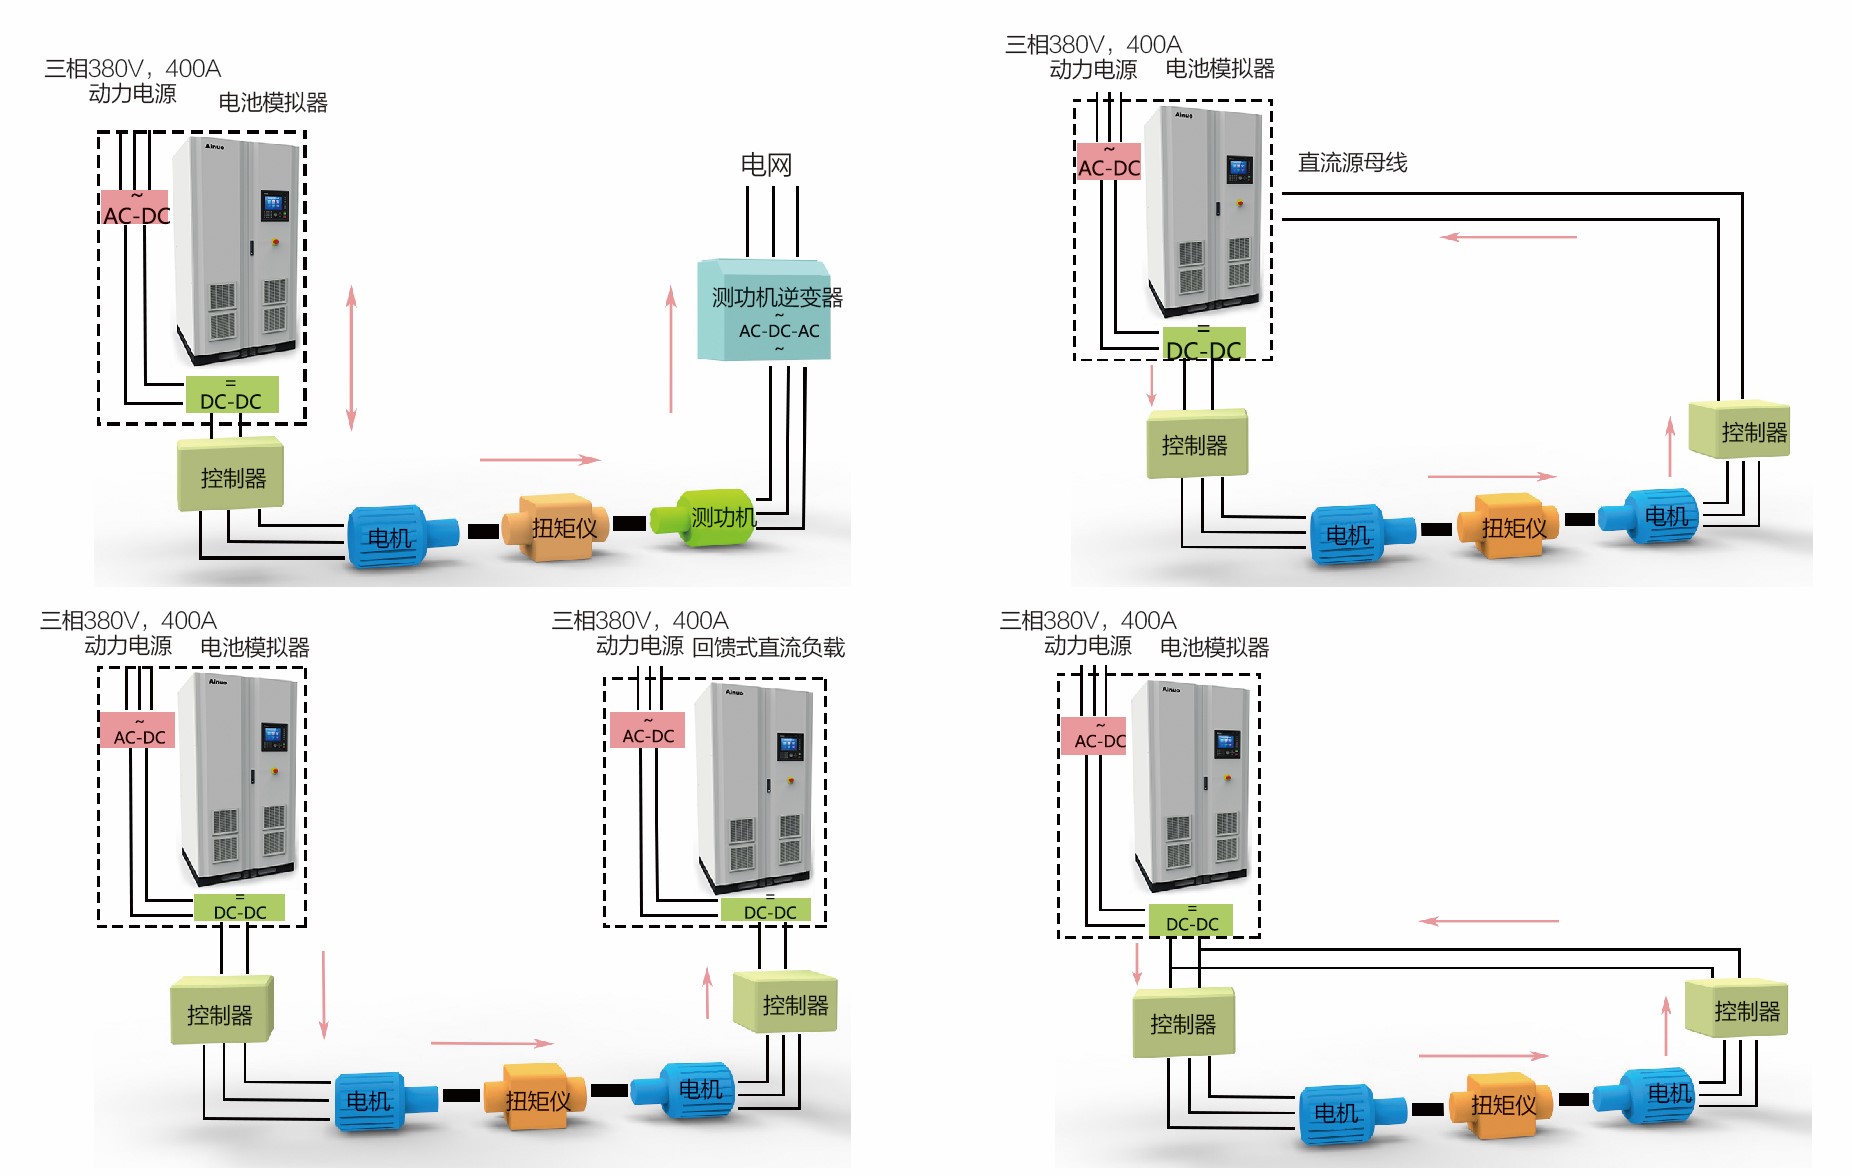 三相380V，400A
动力电源
电池模拟器
Ainuo
~
AC-DC
=
DC-DC
控制器
电机
扭矩仪
测功机
电网
测功机逆变器
~
AC-DC-AC
~
三相380V，400A
动力电源
电池模拟器
Ainuo
~
AC-DC
=
DC-DC
直流源母线
控制器
电机
扭矩仪
电机
控制器
三相380V，400A
动力电源
电池模拟器
Ainuo
~
AC-DC
=
DC-DC
控制器
电机
扭矩仪
电机
控制器
三相380V，400A
动力电源
回馈式直流负载
Ainuo
~
AC-DC
=
DC-DC
三相380V，400A
动力电源
电池模拟器
Ainuo
~
AC-DC
=
DC-DC
控制器
电机
扭矩仪
电机
控制器